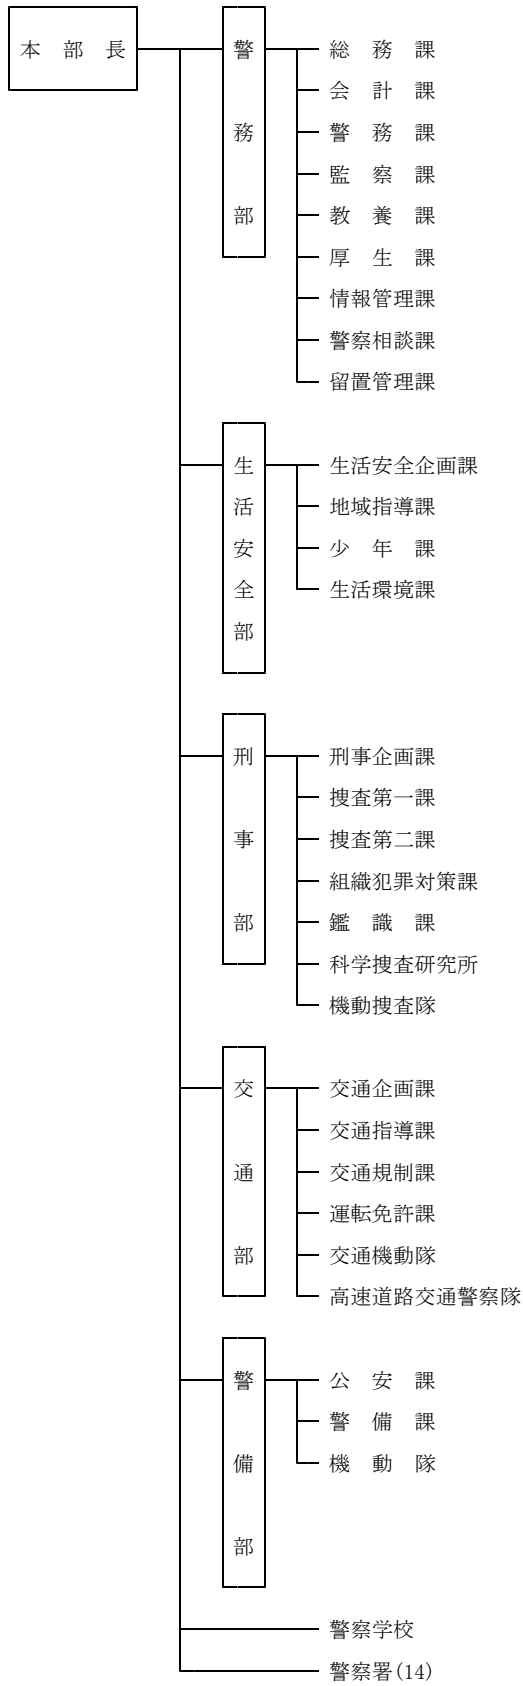 本部長
警務部
総務課
会計課
警務課
監察課
教養課
厚生課
情報管理課
警察相談課
留置管理課
生活安全部
生活安全企画課
地域指導課
少年課
生活環境課
刑事部
刑事企画課
捜査第一課
捜査第二課
組織犯罪対策課
鑑識課
科学捜査研究所
機動捜査隊
交通部
交通企画課
交通指導課
交通規制課
運転免許課
交通機動隊
高速道路交通警察隊
警備部
公安課
警備課
機動隊
警察学校
警察署(14)